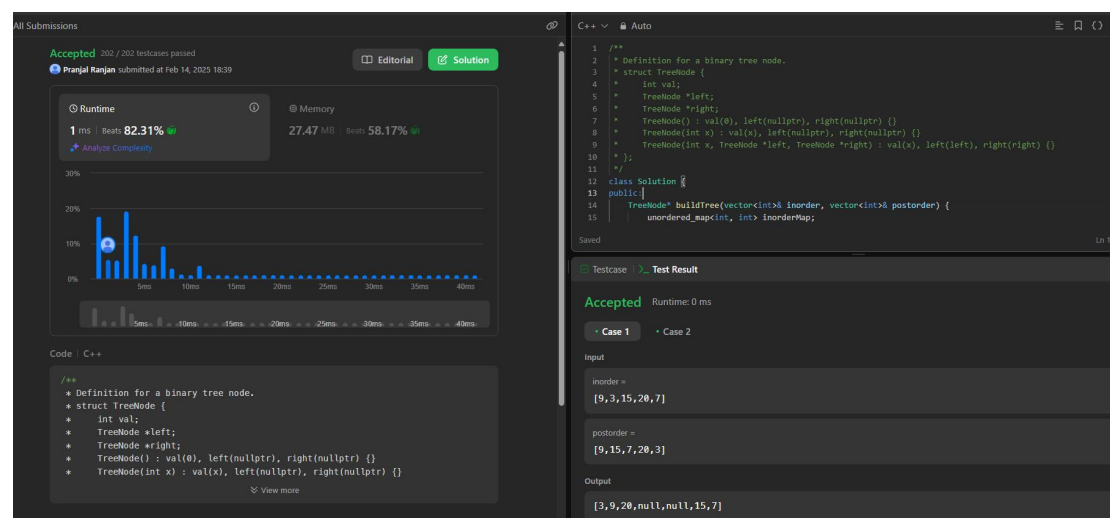 All Submissions
Accepted 202 / 202 testcases passed
Pranjal Ranjan submitted at Feb 14, 2025 18:39
Editorial
Solution
Runtime
1 ms | Beats 82.31%
Analyze Complexity
Memory
27.47 MB | Beats 58.17%
30%
20%
10%
0%
5ms 10ms 15ms 20ms 25ms 30ms 35ms 40ms
5ms 10ms 15ms 20ms 25ms 30ms 35ms 40ms
Code | C++
/**
* Definition for a binary tree node.
* struct TreeNode {
*     int val;
*     TreeNode *left;
*     TreeNode *right;
*     TreeNode() : val(0), left(nullptr), right(nullptr) {}
*     TreeNode(int x) : val(x), left(nullptr), right(nullptr) {}
View more
C++ Auto
1 /**
2 * Definition for a binary tree node.
3 * struct TreeNode {
4 *     int val;
5 *     TreeNode *left;
6 *     TreeNode *right;
7 *     TreeNode() : val(0), left(nullptr), right(nullptr) {}
8 *     TreeNode(int x) : val(x), left(nullptr), right(nullptr) {}
9 *     TreeNode(int x, TreeNode *left, TreeNode *right) : val(x), left(left), right(right) {}
10 * };
11 */
12 class Solution {
13 public:
14     TreeNode* buildTree(vector<int>& inorder, vector<int>& postorder) {
15         unordered_map<int, int> inorderMap;
Saved
Ln 1
Testcase | >_ Test Result
Accepted Runtime: 0 ms
• Case 1 • Case 2
Input
inorder =
[9,3,15,20,7]
postorder =
[9,15,7,20,3]
Output
[3,9,20,null,null,15,7]